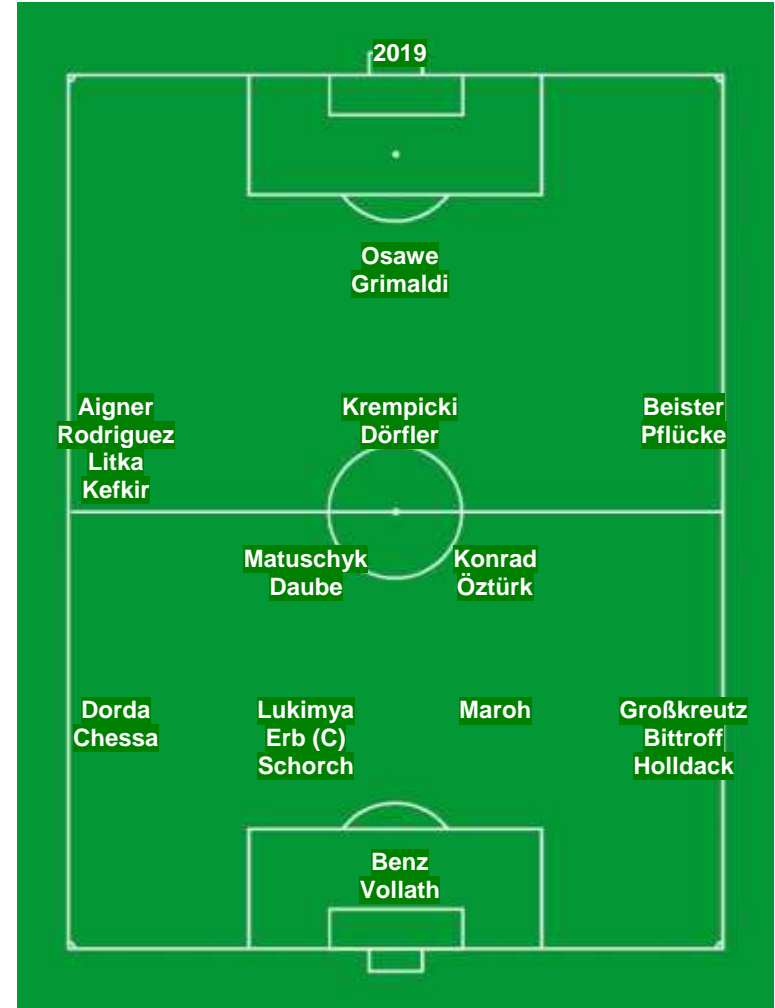 2019
Osawe
Grimaldi
Aigner
Rodriguez
Litka
Kefkir
Krempicki
Dörfler
Beister
Pflücke
Matuschyk
Daube
Konrad
Öztürk
Dorda
Chessa
Lukimya
Erb (C)
Schorch
Maroh
Großkreutz
Bittroff
Holldack
Benz
Vollath